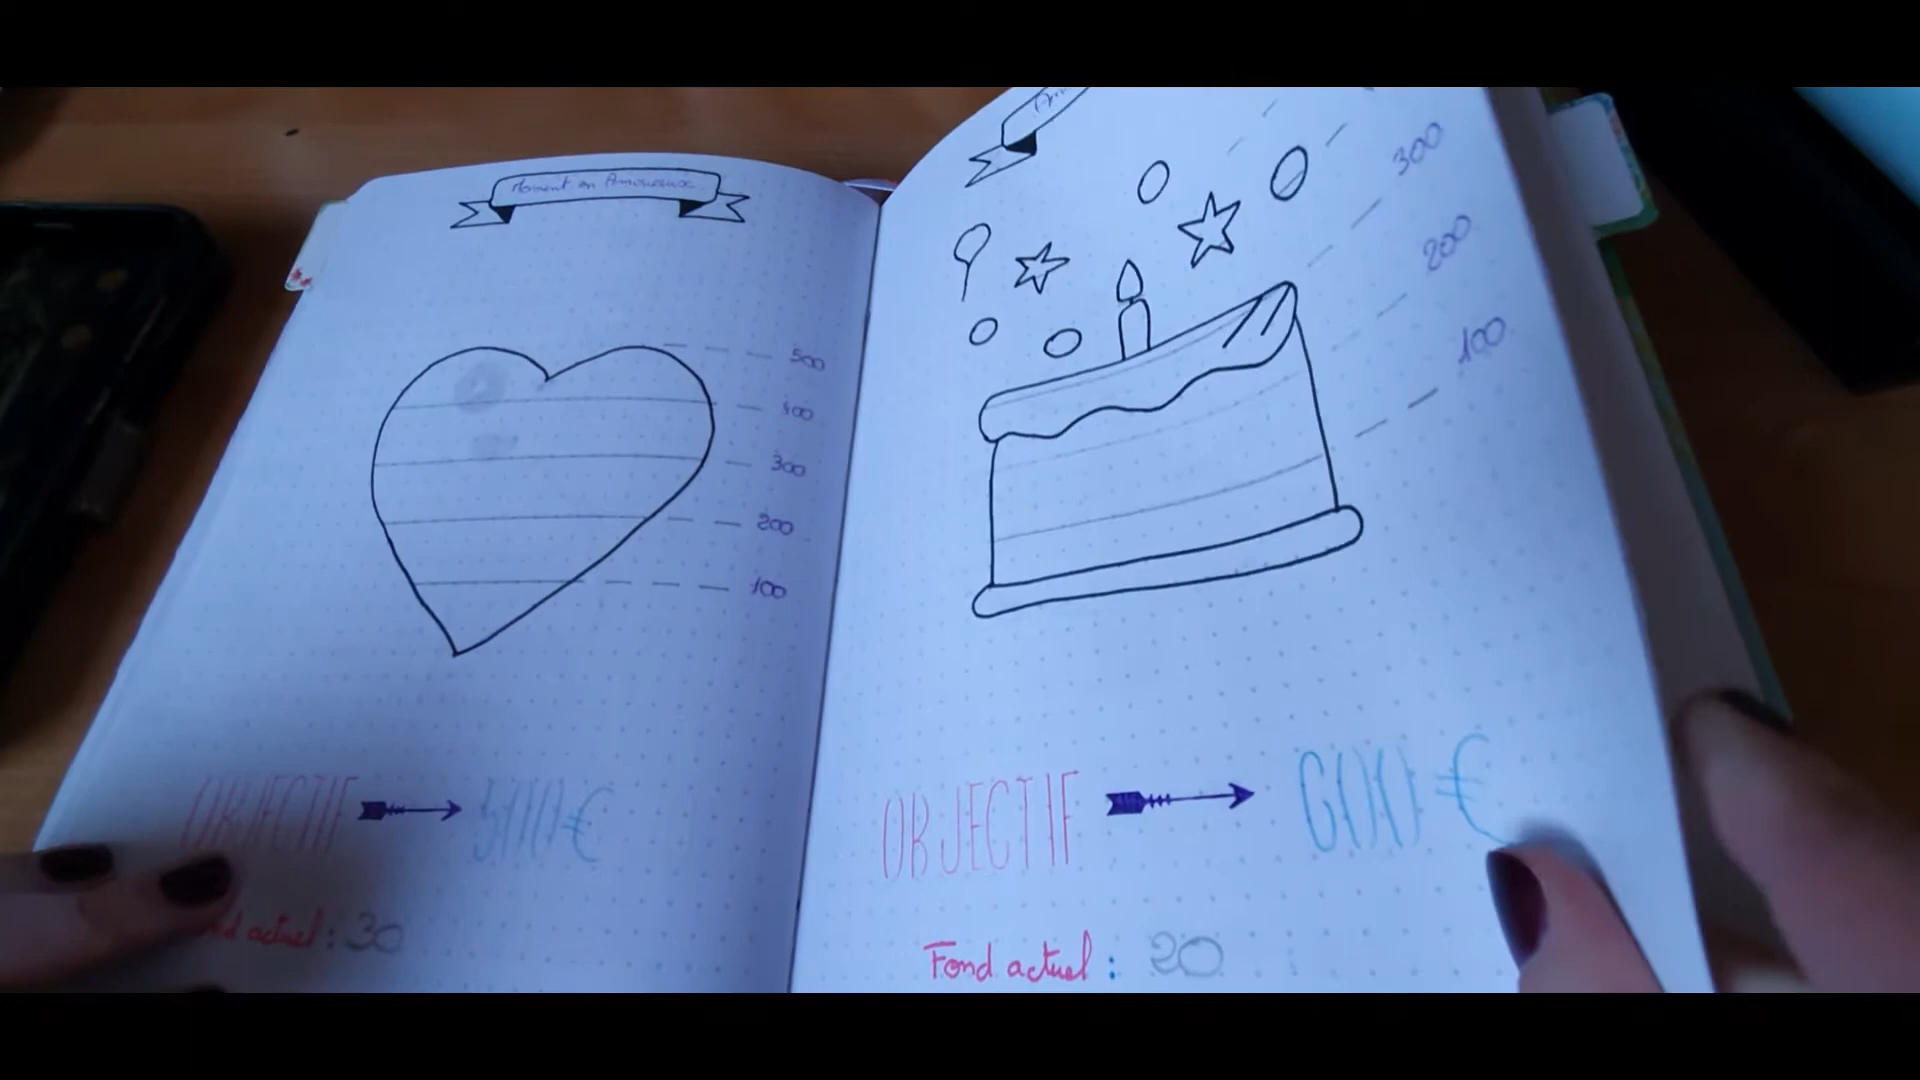 Moment en Amoureux
500
400
300
200
100
OBJECTIF 500€
Fond actuel : 30
300
200
100
OBJECTIF 600€
Fond actuel : 20